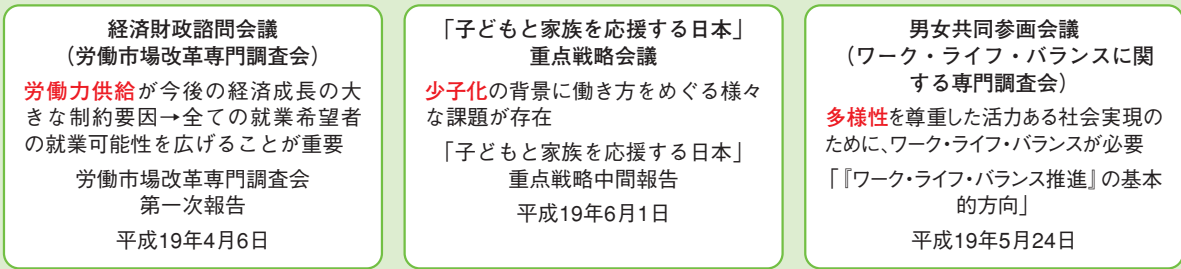 経済財政諮問会議
(労働市場改革専門調査会)
労働力供給が今後の経済成長の大
きな制約要因→全ての就業希望者
の就業可能性を広げることが重要
労働市場改革専門調査会
第一次報告
平成19年4月6日
「子どもと家族を応援する日本」
重点戦略会議
少子化の背景に働き方をめぐる様々
な課題が存在
「子どもと家族を応援する日本」
重点戦略中間報告
平成19年6月1日
男女共同参画会議
(ワーク・ライフ・バランスに関
する専門調査会)
多様性を尊重した活力ある社会実現の
ために、ワーク・ライフ・バランスが必要
「『ワーク・ライフ・バランス推進』の基本
的方向」
平成19年5月24日